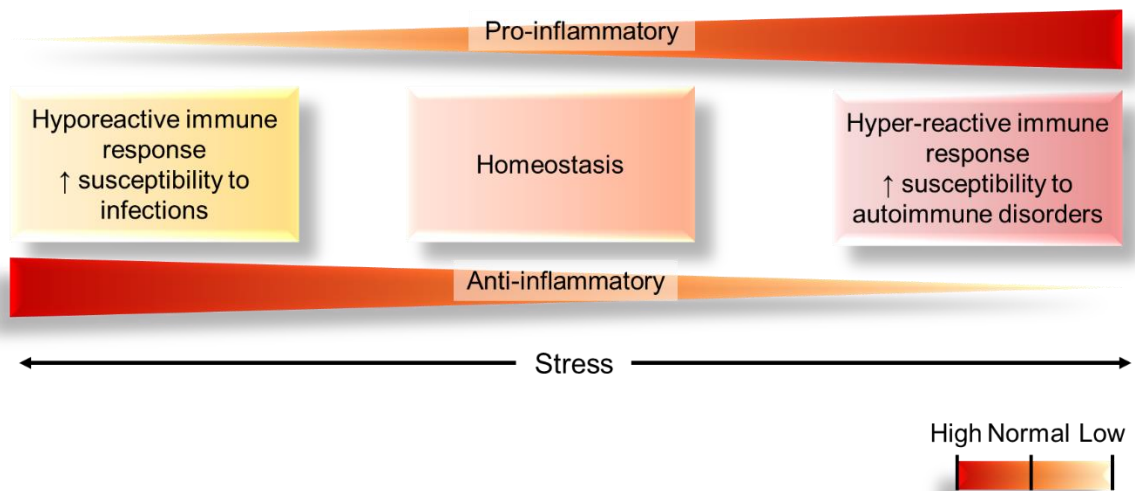 Pro-inflammatory
Hyporeactive immune
response
↑ susceptibility to
infections
Homeostasis
Hyper-reactive immune
response
↑ susceptibility to
autoimmune disorders
Anti-inflammatory
Stress
High Normal Low